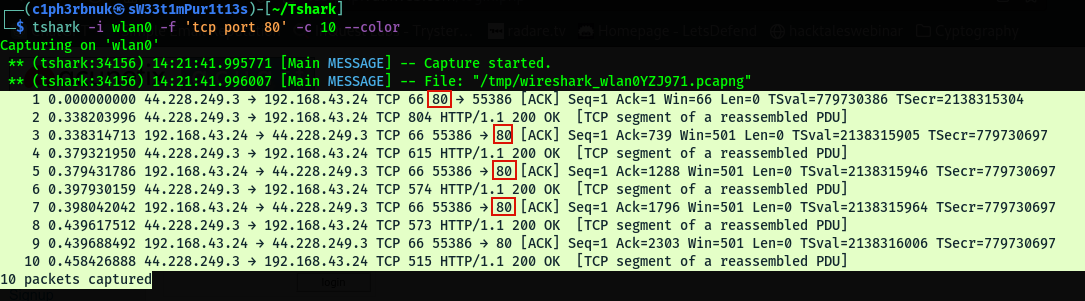 ┌──(c1ph3rbnuk㉿sW33t1mPur1t13s)-[~/Tshark]
└─$ tshark -i wlan0 -f 'tcp port 80' -c 10 --color
Capturing on 'wlan0'
 ** (tshark:34156) 14:21:41.995771 [Main MESSAGE] -- Capture started.
 ** (tshark:34156) 14:21:41.996007 [Main MESSAGE] -- File: "/tmp/wireshark_wlan0YZJ971.pcapng"
    1 0.000000000 44.228.249.3 → 192.168.43.24 TCP 66 80 → 55386 [ACK] Seq=1 Ack=1 Win=66 Len=0 TSval=779730386 TSecr=2138315304
    2 0.338203996 44.228.249.3 → 192.168.43.24 TCP 804 HTTP/1.1 200 OK  [TCP segment of a reassembled PDU]
    3 0.338314713 192.168.43.24 → 44.228.249.3 TCP 66 55386 → 80 [ACK] Seq=1 Ack=739 Win=501 Len=0 TSval=2138315905 TSecr=779730697
    4 0.379321950 44.228.249.3 → 192.168.43.24 TCP 615 HTTP/1.1 200 OK  [TCP segment of a reassembled PDU]
    5 0.379431786 192.168.43.24 → 44.228.249.3 TCP 66 55386 → 80 [ACK] Seq=1 Ack=1288 Win=501 Len=0 TSval=2138315946 TSecr=779730697
    6 0.397930159 44.228.249.3 → 192.168.43.24 TCP 574 HTTP/1.1 200 OK  [TCP segment of a reassembled PDU]
    7 0.398042042 192.168.43.24 → 44.228.249.3 TCP 66 55386 → 80 [ACK] Seq=1 Ack=1796 Win=501 Len=0 TSval=2138315964 TSecr=779730697
    8 0.439617512 44.228.249.3 → 192.168.43.24 TCP 573 HTTP/1.1 200 OK  [TCP segment of a reassembled PDU]
    9 0.439688492 192.168.43.24 → 44.228.249.3 TCP 66 55386 → 80 [ACK] Seq=1 Ack=2303 Win=501 Len=0 TSval=2138316006 TSecr=779730697
   10 0.458426888 44.228.249.3 → 192.168.43.24 TCP 515 HTTP/1.1 200 OK  [TCP segment of a reassembled PDU]
10 packets captured
login